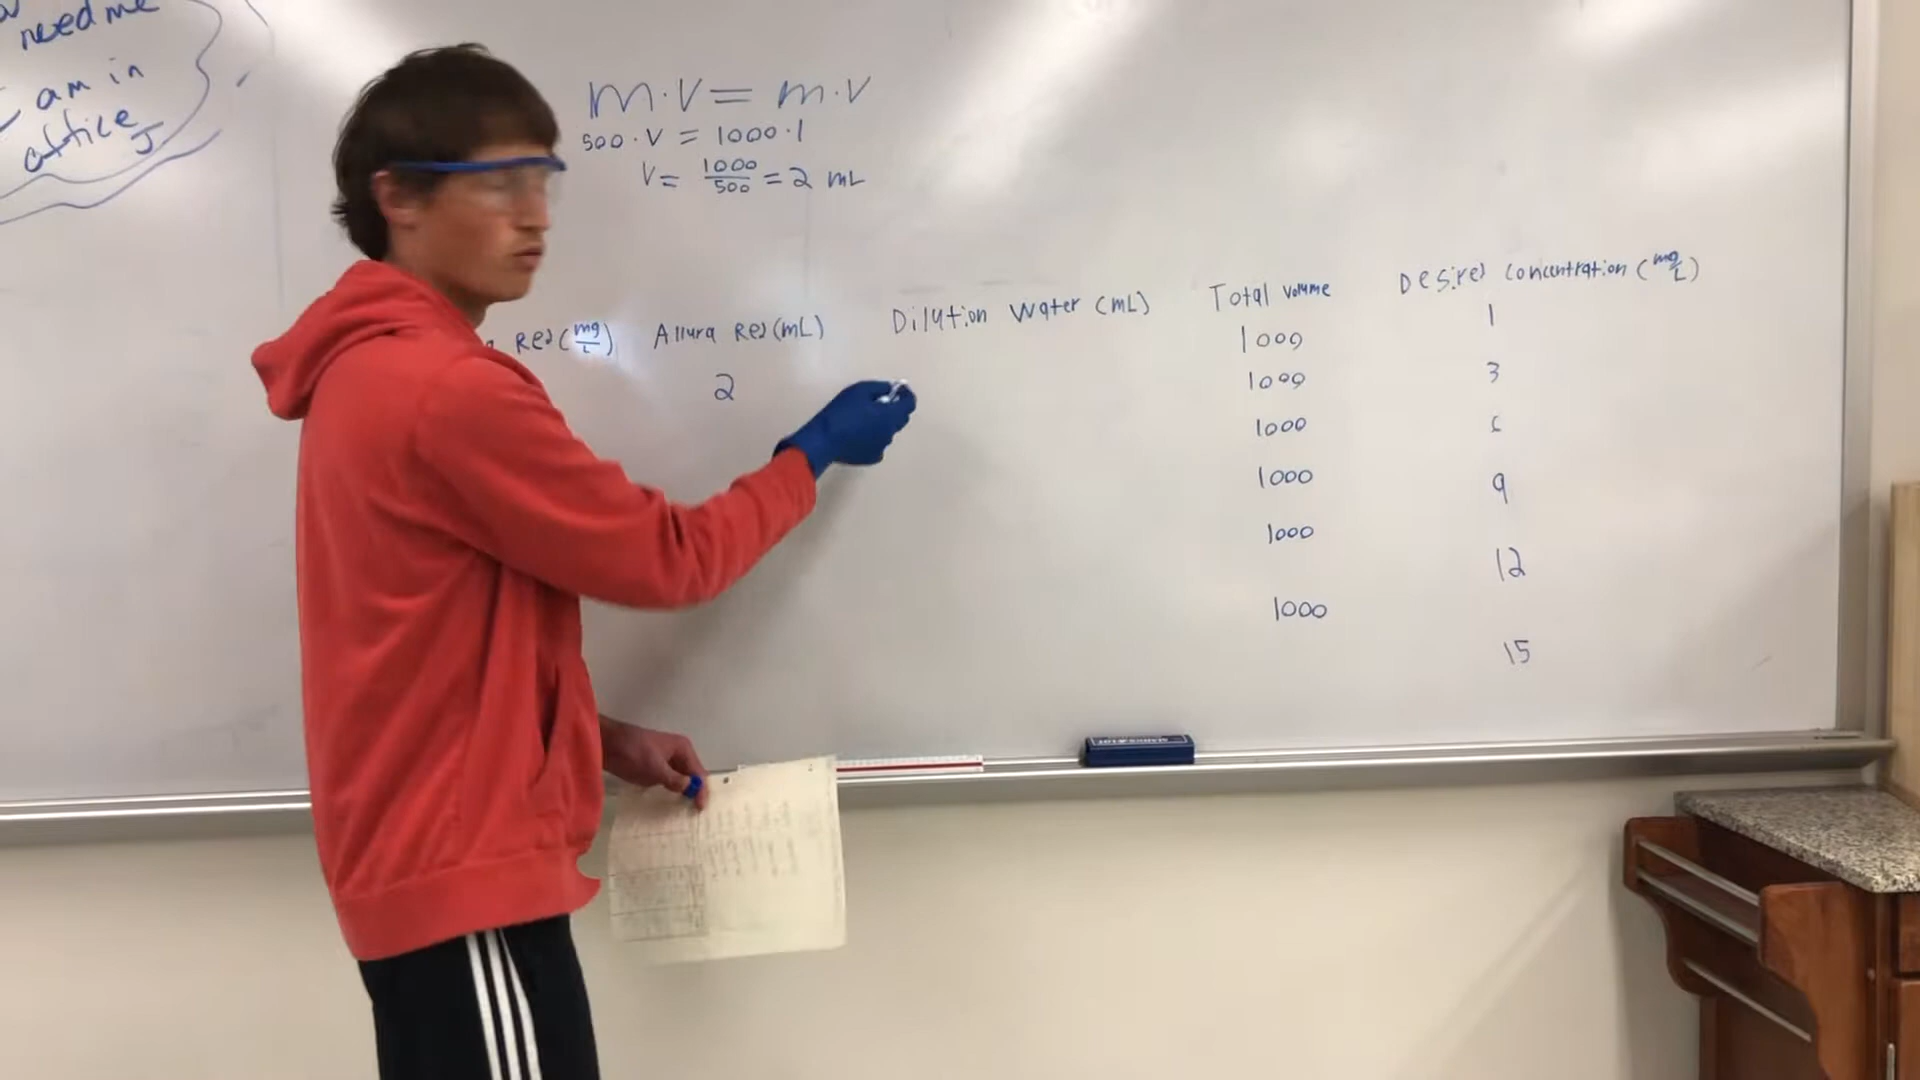 need me
am in
office
m·V = m·V
500·V = 1000·1
V = 1000/500 = 2 mL
Red (mg/L) Allura Red (mL) Dilution Water (mL) Total volume Desired concentration (mg/L)
1000 1
2 1000 3
1000 6
1000 9
1000 12
1000 15